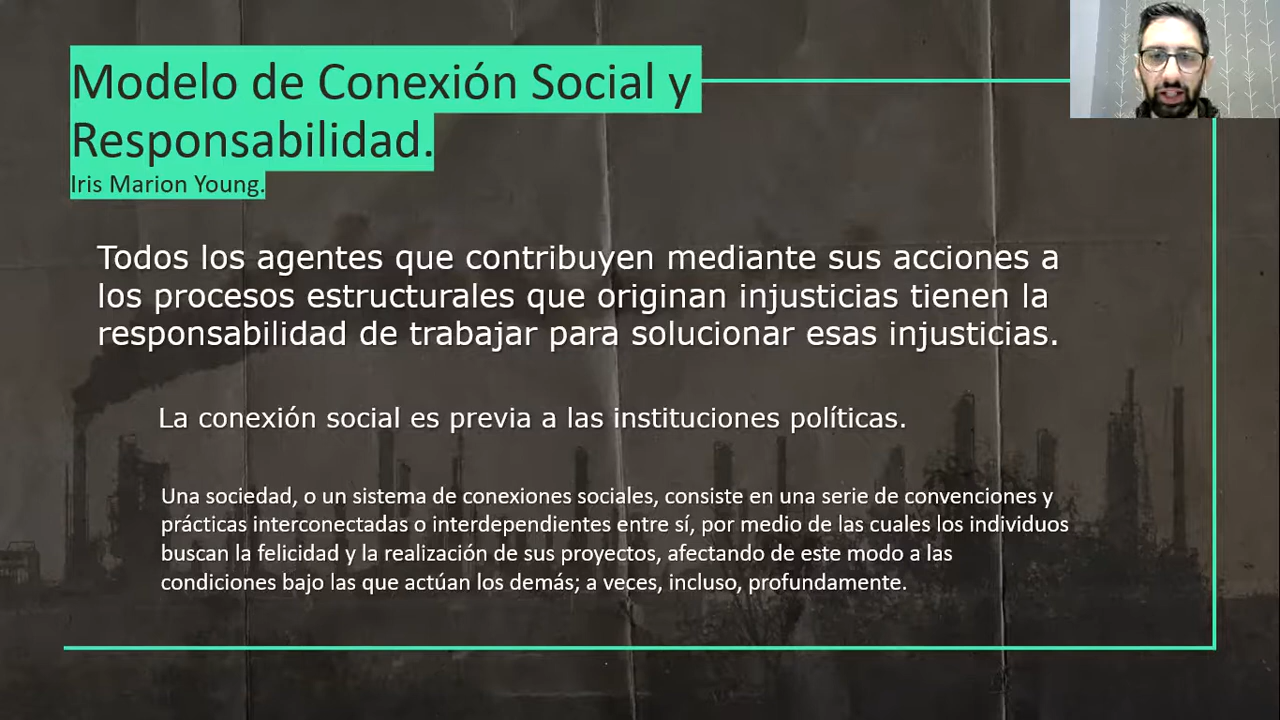 Modelo de Conexión Social y
Responsabilidad.
Iris Marion Young.
Todos los agentes que contribuyen mediante sus acciones a
los procesos estructurales que originan injusticias tienen la
responsabilidad de trabajar para solucionar esas injusticias.
La conexión social es previa a las instituciones políticas.
Una sociedad, o un sistema de conexiones sociales, consiste en una serie de convenciones y
prácticas interconectadas o interdependientes entre sí, por medio de las cuales los individuos
buscan la felicidad y la realización de sus proyectos, afectando de este modo a las
condiciones bajo las que actúan los demás; a veces, incluso, profundamente.